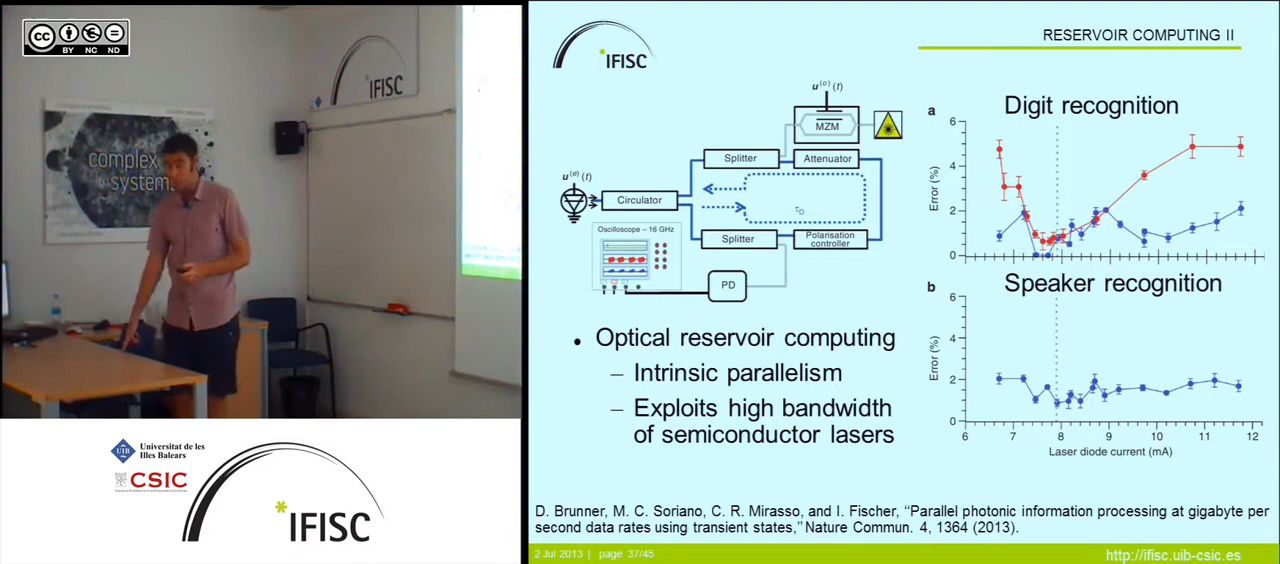 cc
BY NC ND
*IFISC
complex
systems
UIB
Universitat de les
Illes Balears
CSIC
*IFISC
*IFISC
RESERVOIR COMPUTING II
u(o)(t)
MZM
Splitter
Attenuator
u(e)(t)
Circulator
τD
Oscilloscope – 16 GHz
Splitter
Polarisation
controller
PD
• Optical reservoir computing
– Intrinsic parallelism
– Exploits high bandwidth
of semiconductor lasers
a
Digit recognition
6
4
2
0
Error (%)
b
Speaker recognition
6
4
2
0
Error (%)
6 7 8 9 10 11 12
Laser diode current (mA)
D. Brunner, M. C. Soriano, C. R. Mirasso, and I. Fischer, “Parallel photonic information processing at gigabyte per
second data rates using transient states,” Nature Commun. 4, 1364 (2013).
2 Jul 2013 | page 37/45
http://ifisc.uib-csic.es